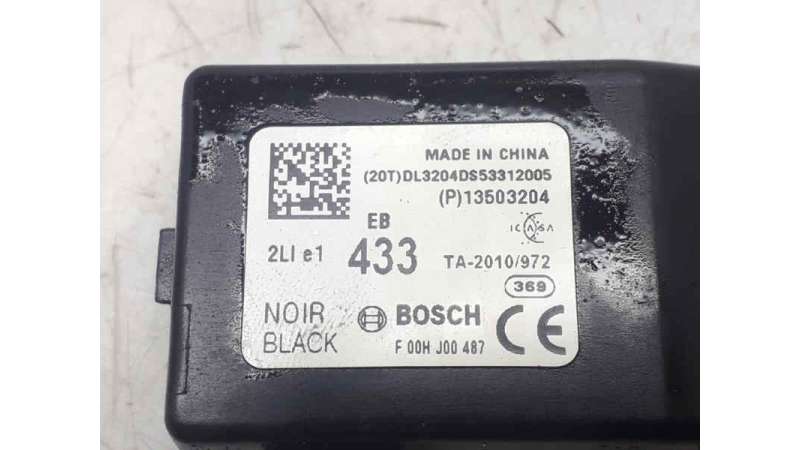 MADE IN CHINA
(20T)DL3204DS53312005
(P)13503204
EB
ICASA
2LI e1 433 TA-2010/972
369
NOIR BOSCH CE
BLACK F 00H J00 487